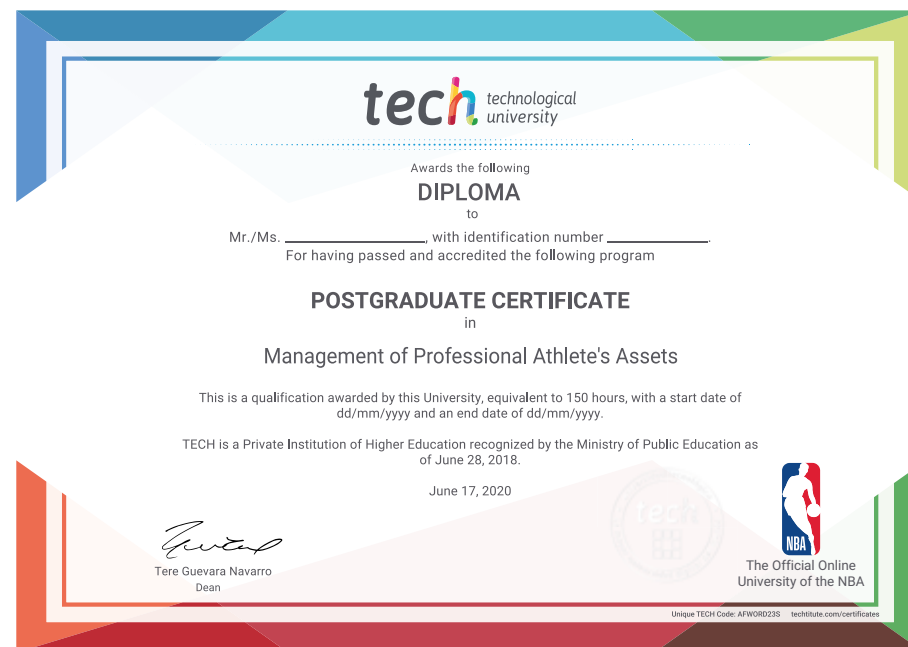 tech technological
university
Awards the following
DIPLOMA
to
Mr./Ms. ____________________, with identification number ______________.
For having passed and accredited the following program
POSTGRADUATE CERTIFICATE
in
Management of Professional Athlete's Assets
This is a qualification awarded by this University, equivalent to 150 hours, with a start date of
dd/mm/yyyy and an end date of dd/mm/yyyy.
TECH is a Private Institution of Higher Education recognized by the Ministry of Public Education as
of June 28, 2018.
June 17, 2020
tech
NBA
Tere Guevara Navarro
Dean
The Official Online
University of the NBA
Unique TECH Code: AFWORD23S techtitute.com/certificates